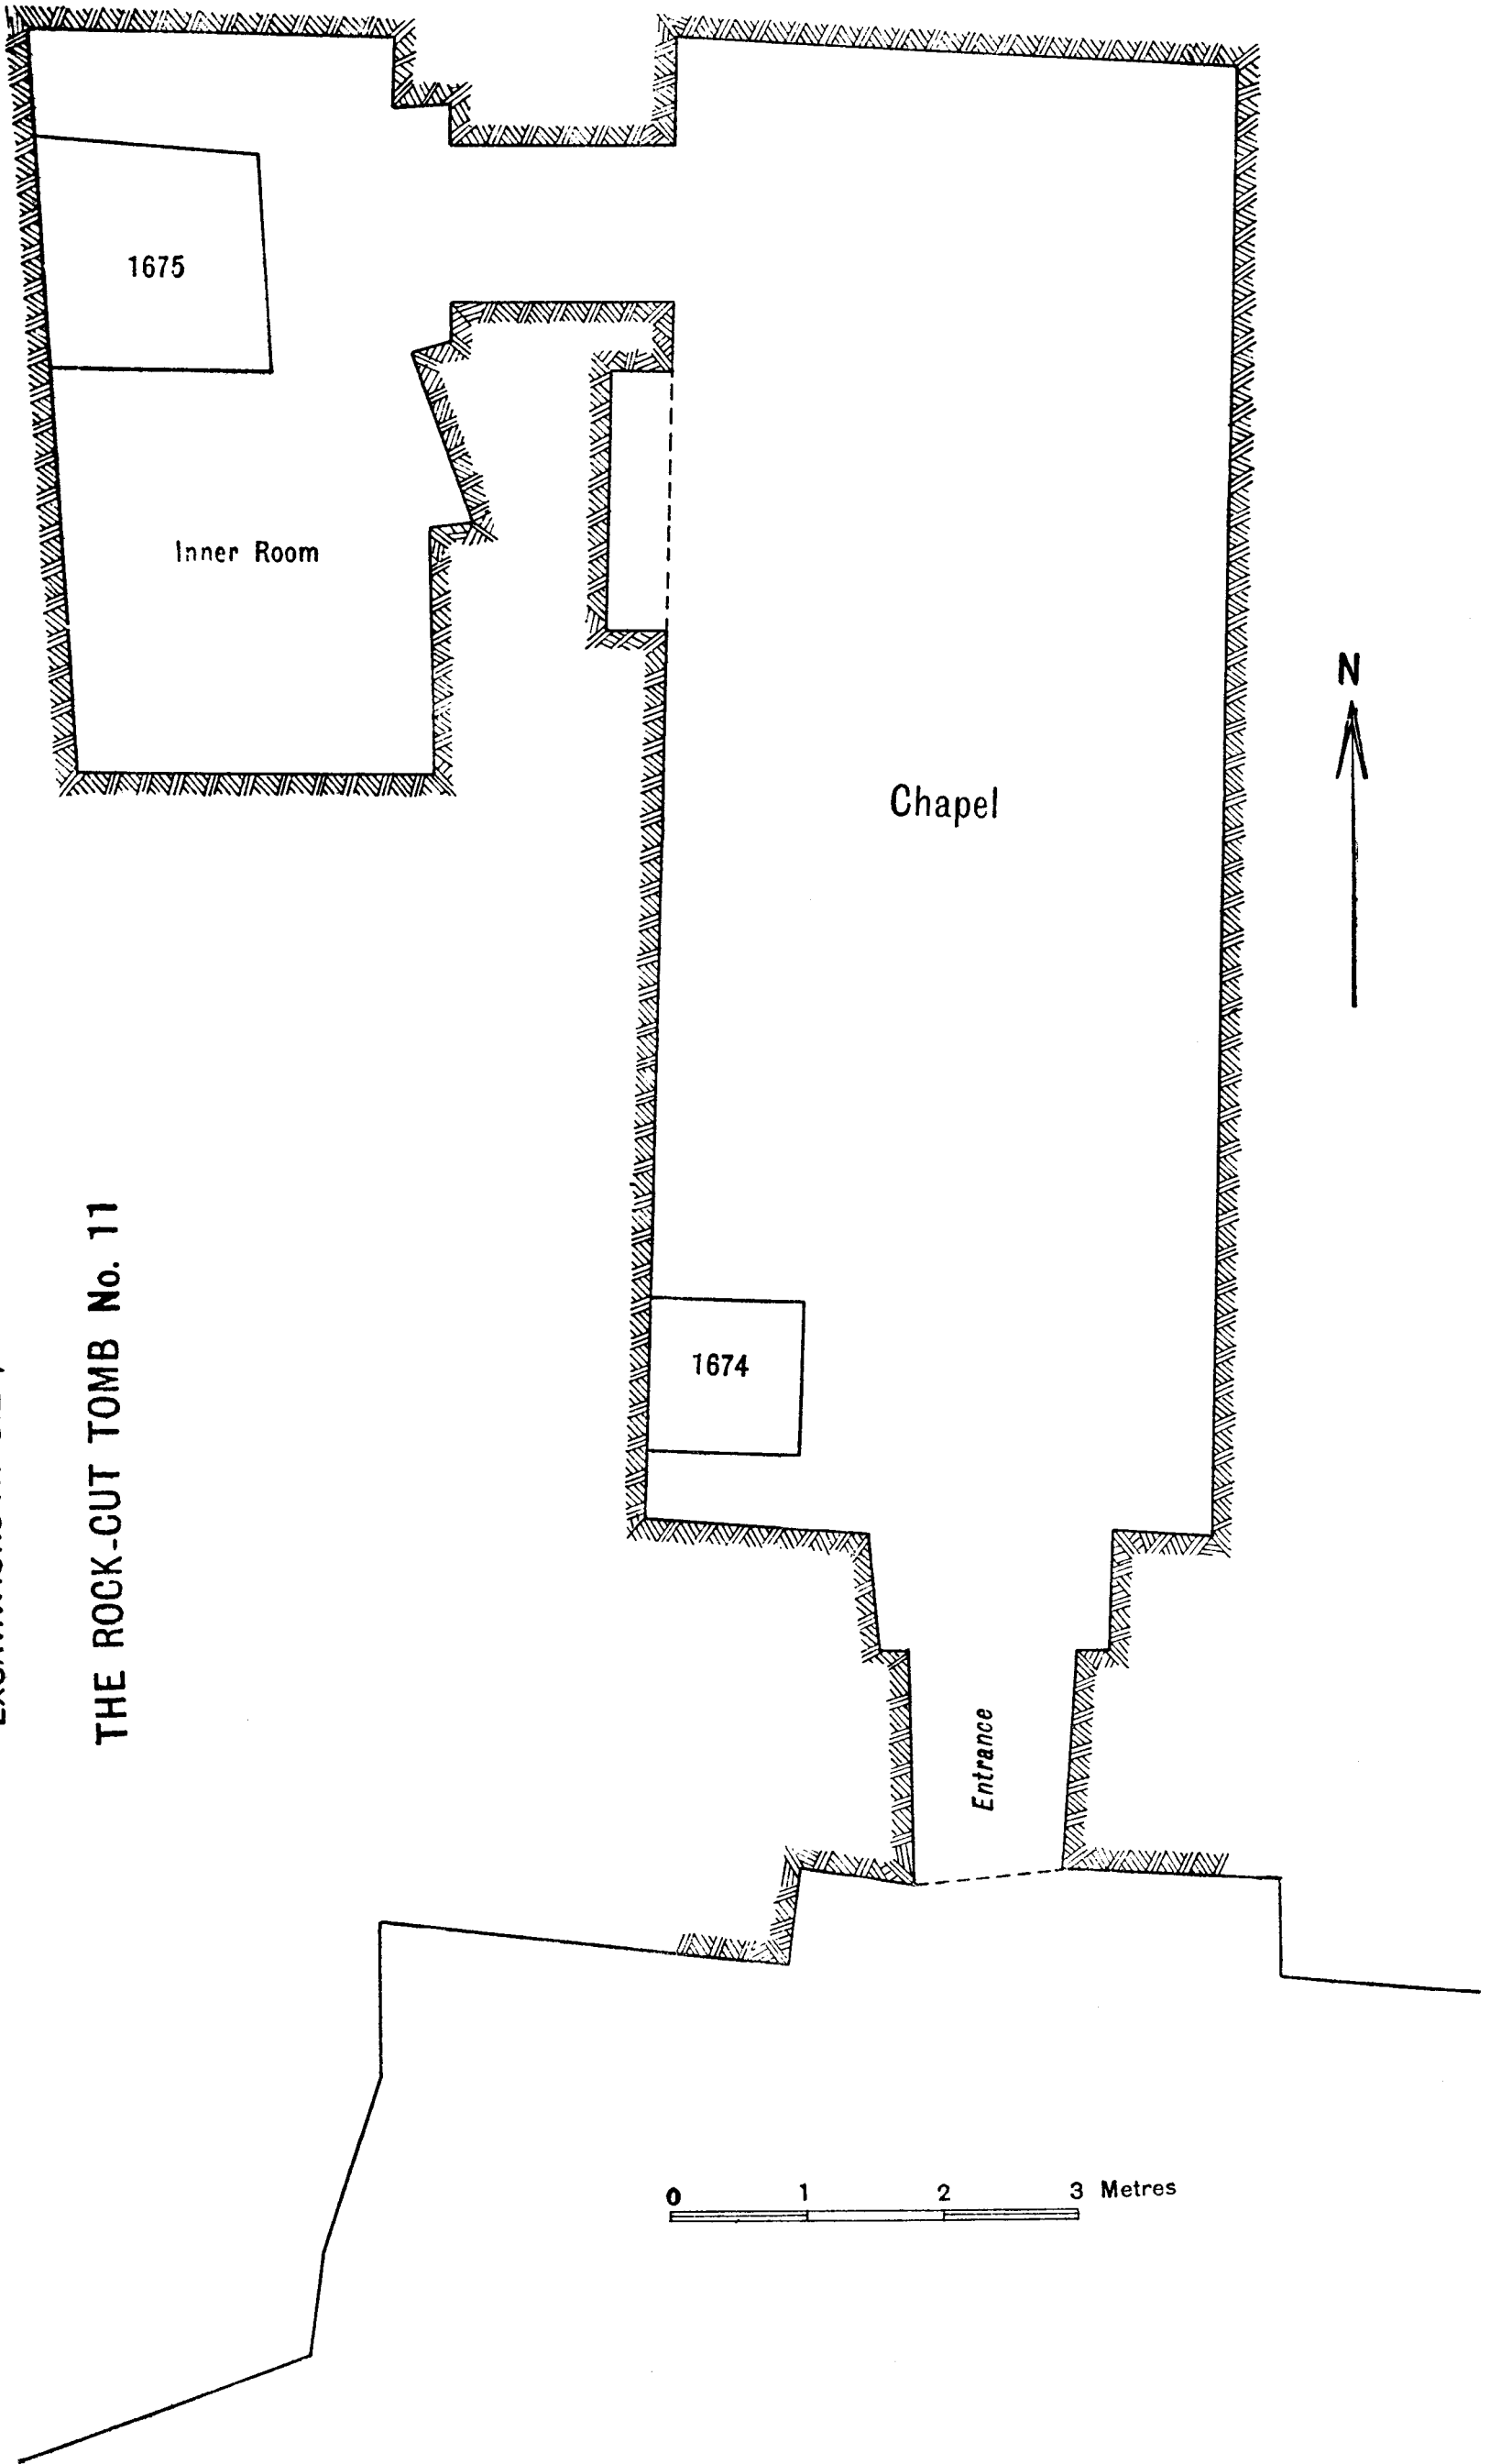 THE ROCK-CUT TOMB No. 11
1675
Inner Room
N
Chapel
1674
Entrance
0 1 2 3 Metres